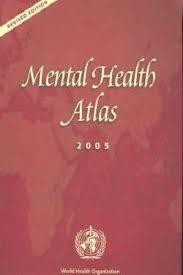 REVISED EDITION
Mental Health
Atlas
2005
World Health Organization